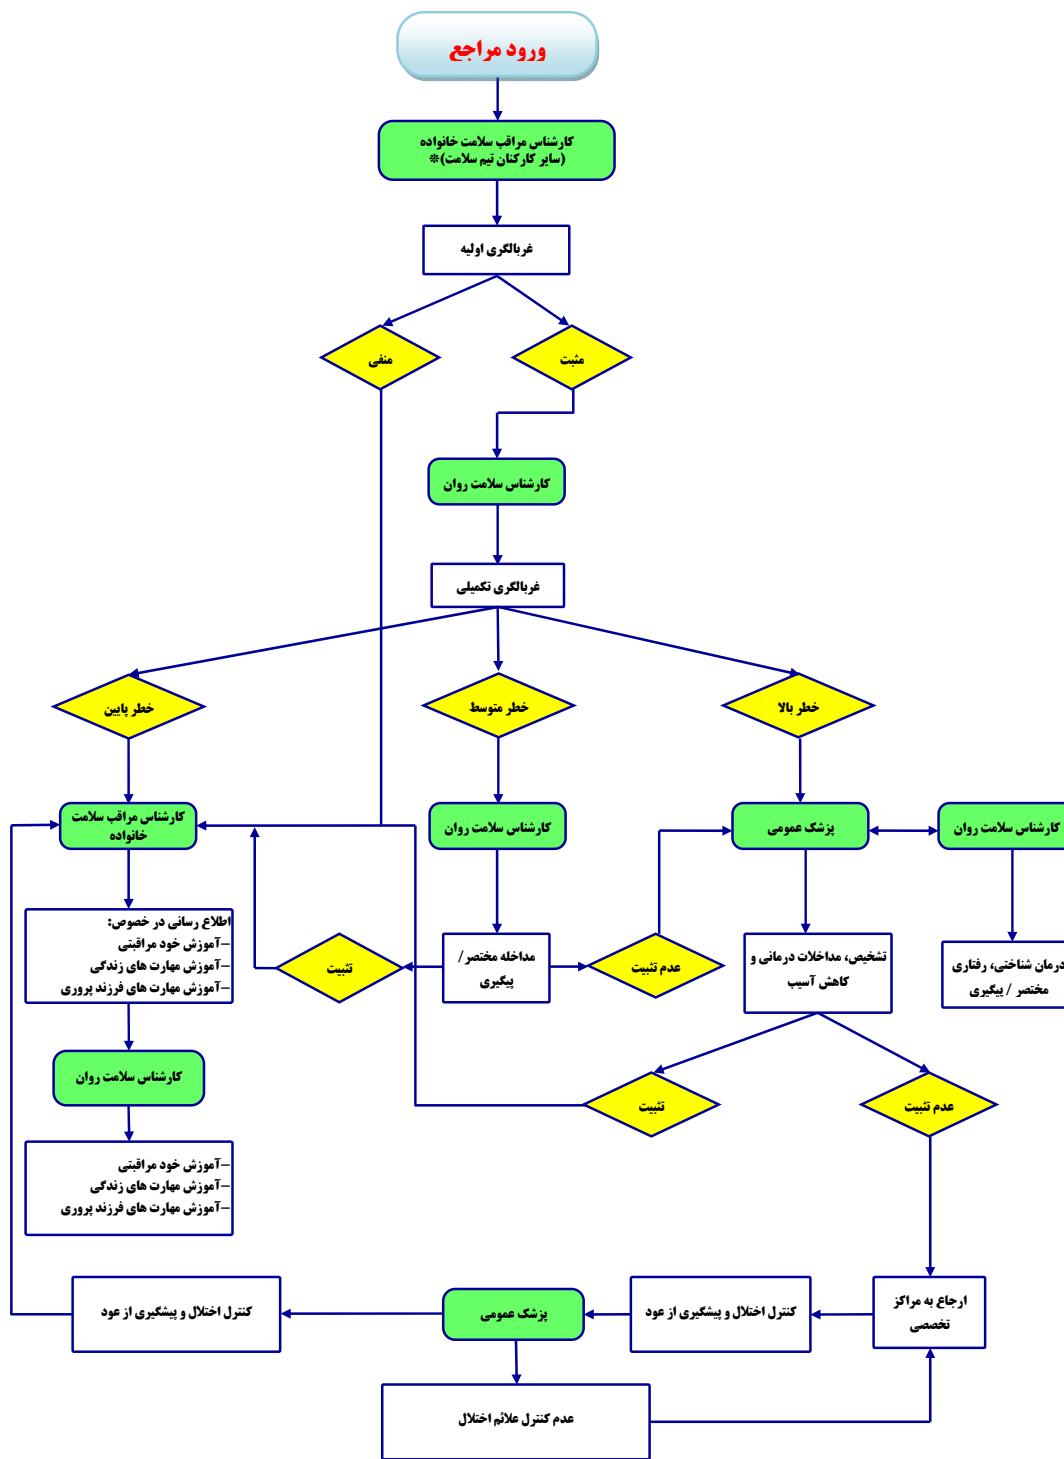 ورود مراجع
کارشناس مراقب سلامت خانواده
(سایر کارکنان تیم سلامت)*
غربالگری اولیه
مثبت
منفی
کارشناس سلامت روان
غربالگری تکمیلی
خطر بالا
خطر متوسط
خطر پایین
کارشناس سلامت روان
پزشک عمومی
کارشناس سلامت روان
کارشناس مراقب سلامت
خانواده
درمان شناختی، رفتاری
مختصر / پیگیری
تشخیص، مداخلات درمانی و
کاهش آسیب
عدم تثبیت
مداخله مختصر/
پیگیری
تثبیت
اطلاع رسانی در خصوص:
-آموزش خود مراقبتی
-آموزش مهارت های زندگی
-آموزش مهارت های فرزند پروری
عدم تثبیت
تثبیت
کارشناس سلامت روان
-آموزش خود مراقبتی
-آموزش مهارت های زندگی
-آموزش مهارت های فرزند پروری
ارجاع به مراکز
تخصصی
کنترل اختلال و پیشگیری از عود
پزشک عمومی
کنترل اختلال و پیشگیری از عود
عدم کنترل علائم اختلال